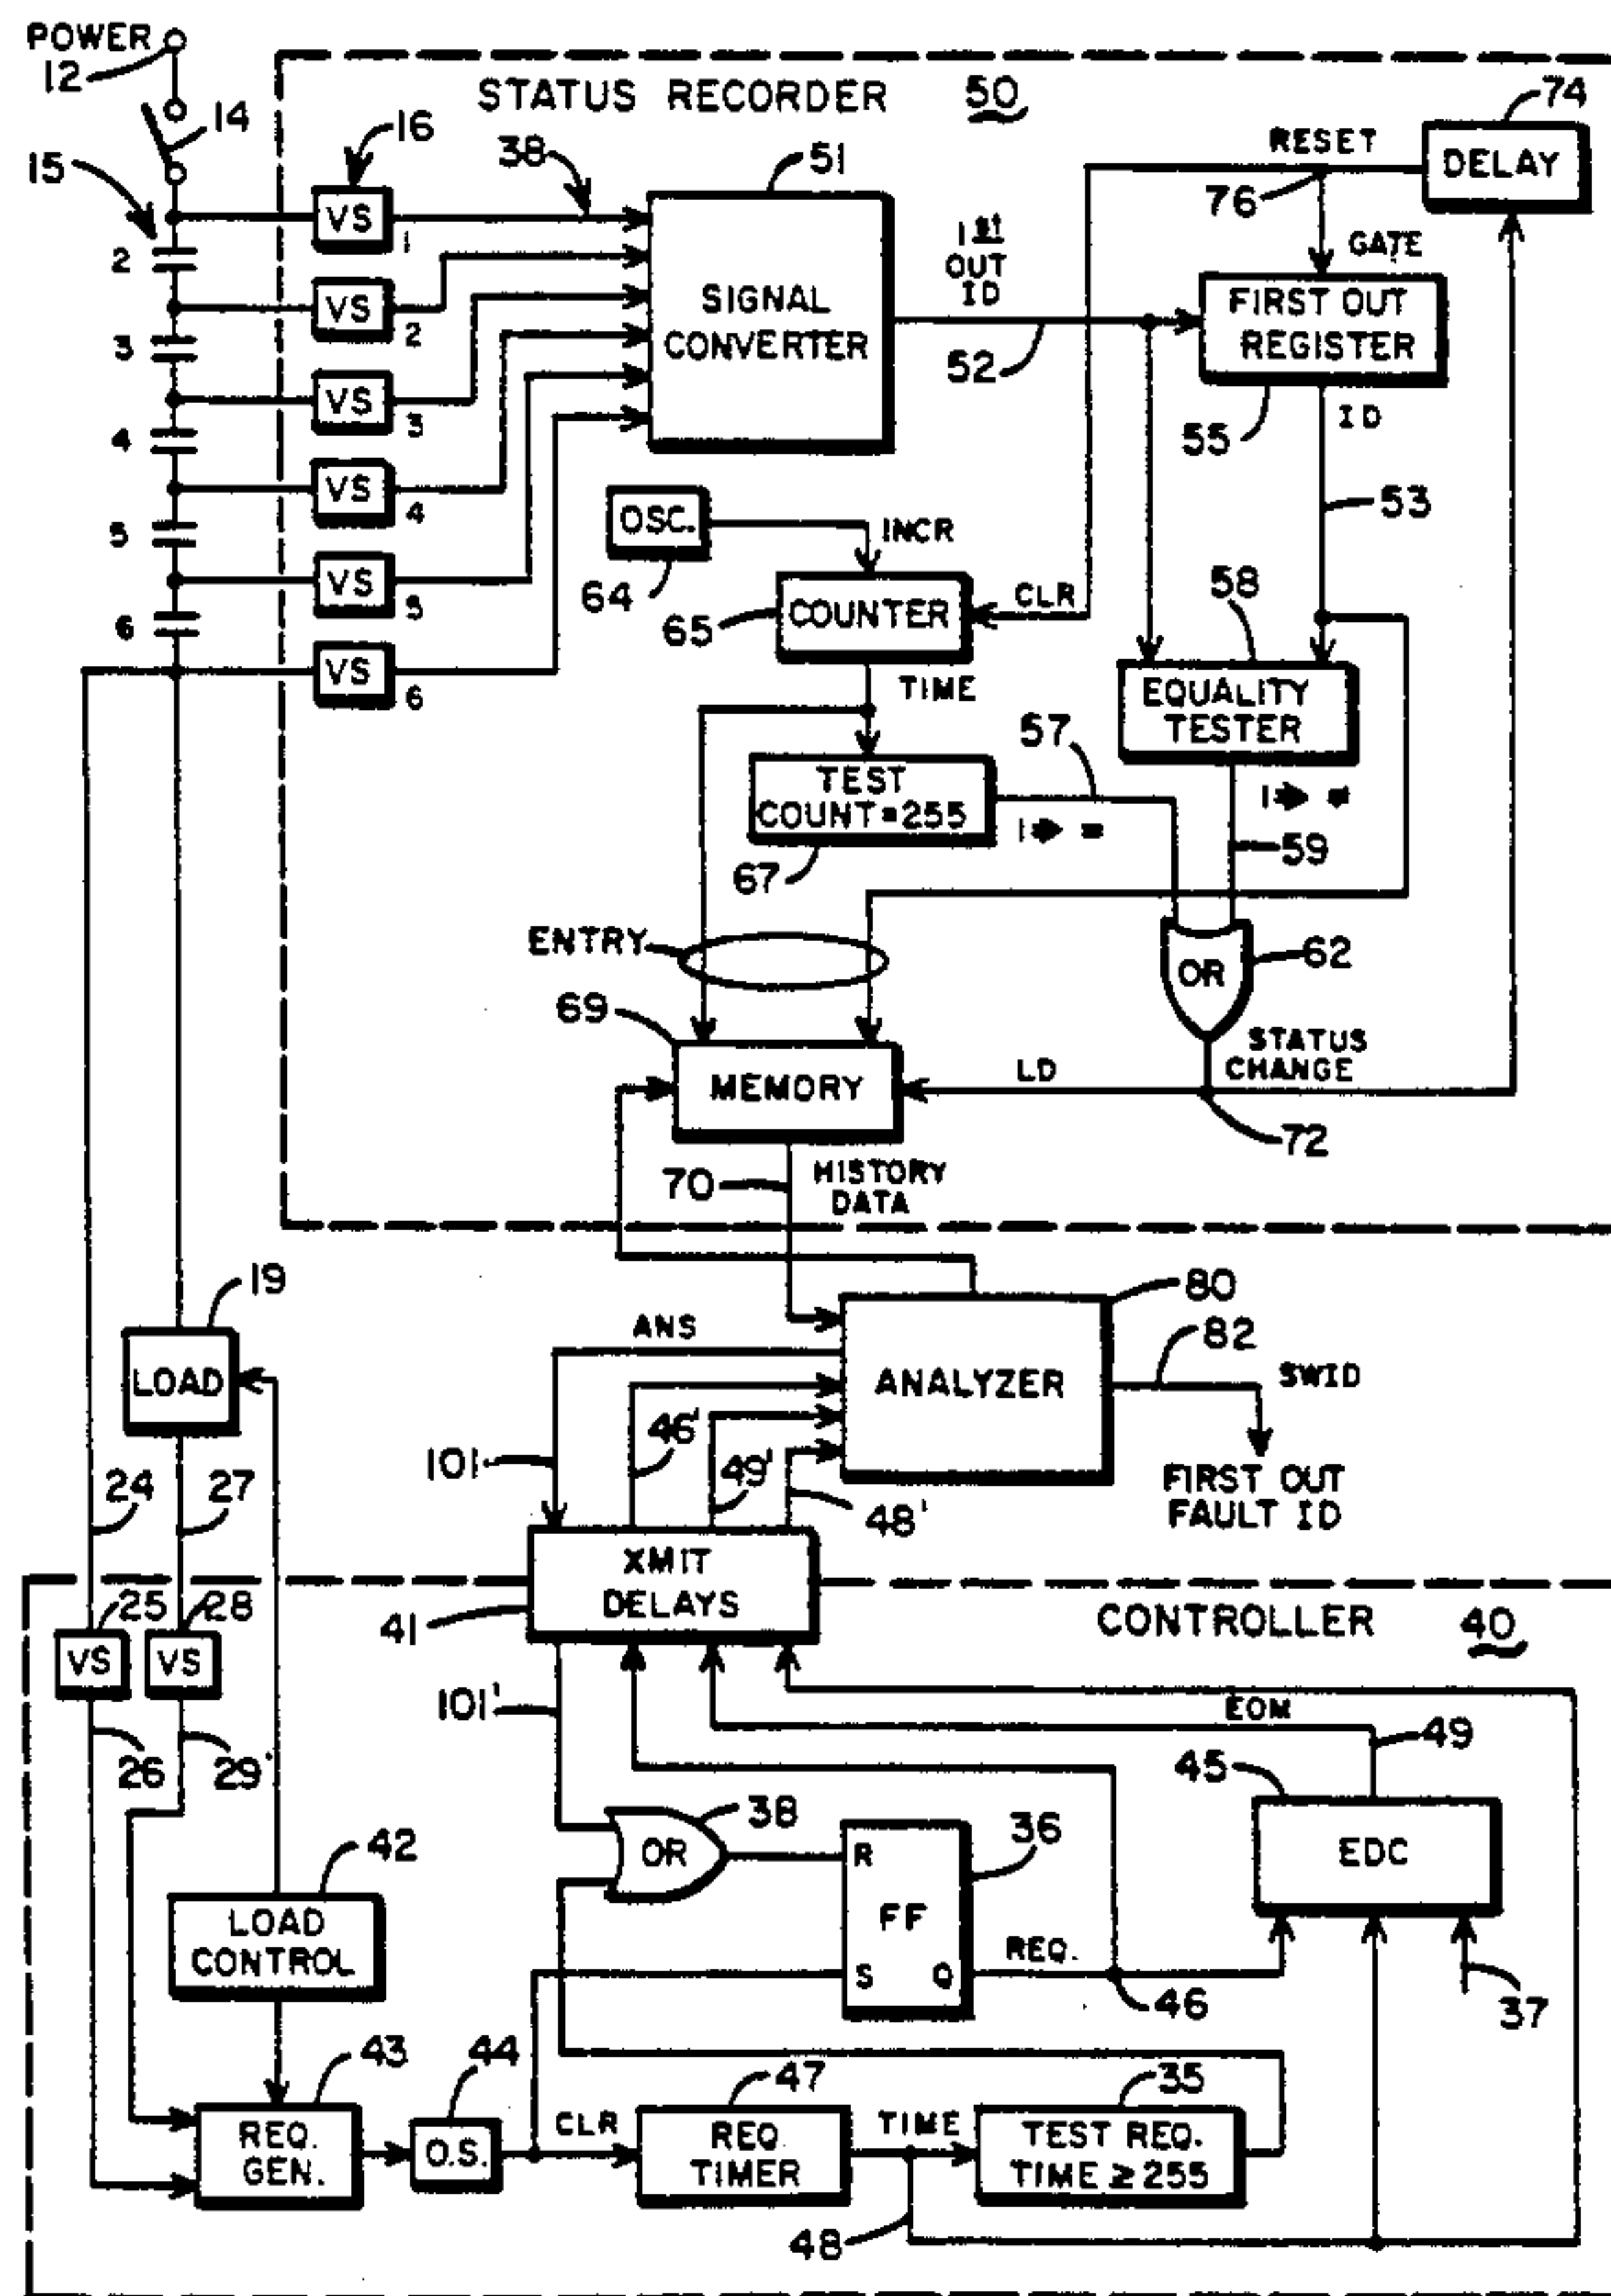 POWER
12
14
15
2
3
4
5
6
STATUS RECORDER 50
16
VS 1
VS 2
VS 3
VS 4
VS 5
VS 6
38
51
SIGNAL
CONVERTER
1st
OUT
ID
52
RESET
76
74
DELAY
GATE
FIRST OUT
REGISTER
55
ID
53
OSC.
64
INCR
65
COUNTER
CLR
TIME
58
EQUALITY
TESTER
57
TEST
COUNT = 255
67
1 ⇒ =
1 ⇒ ≠
59
ENTRY
OR
62
69
MEMORY
LD
STATUS
CHANGE
72
70
HISTORY
DATA
19
LOAD
ANS
80
ANALYZER
82
SWID
FIRST OUT
FAULT ID
101
46'
49'
48'
24
27
XMIT
DELAYS
41
CONTROLLER 40
25
28
VS
VS
26
29'
101'
EOM
49
45
EDC
37
38
OR
36
R
FF
S
Q
REQ.
46
42
LOAD
CONTROL
43
REQ.
GEN.
44
O.S.
CLR
47
REQ
TIMER
TIME
35
TEST REQ.
TIME ≥ 255
48